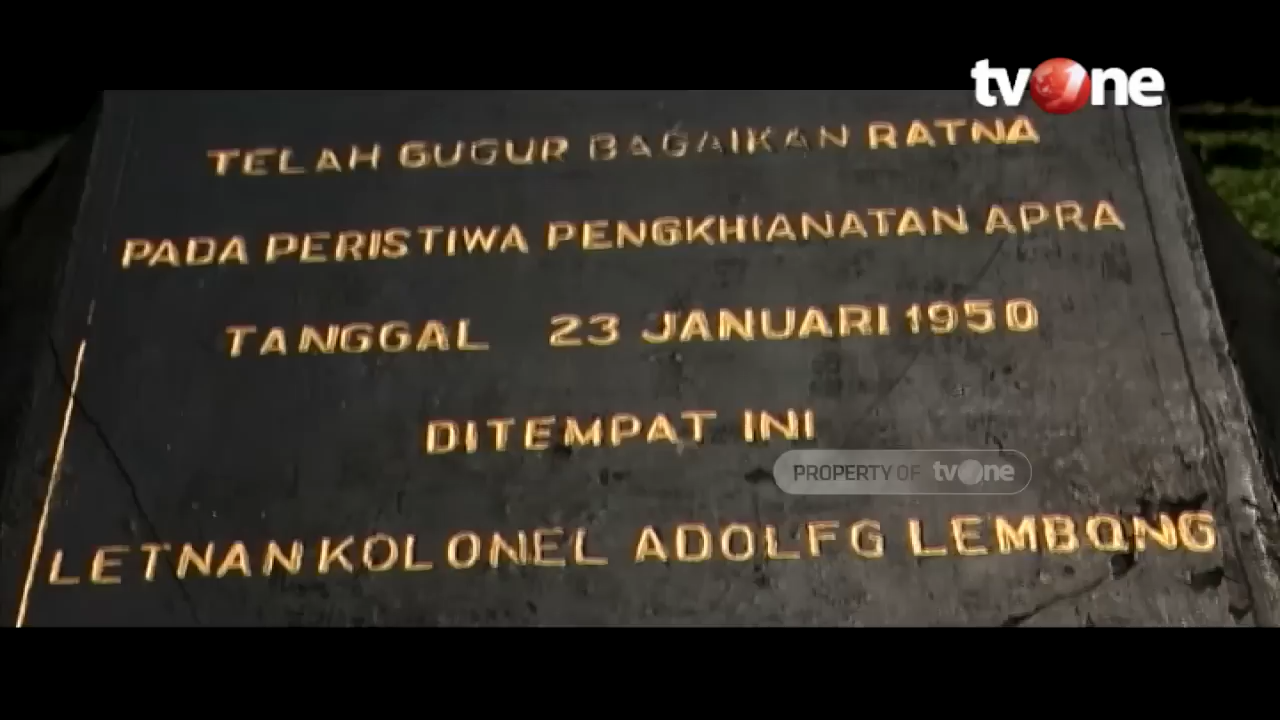 tvOne
TELAH GUGUR BAGAIKAN RATNA
PADA PERISTIWA PENGKHIANATAN APRA
TANGGAL 23 JANUARI 1950
DITEMPAT INI
PROPERTY OF tvOne
LETNAN KOLONEL ADOLFG LEMBONG